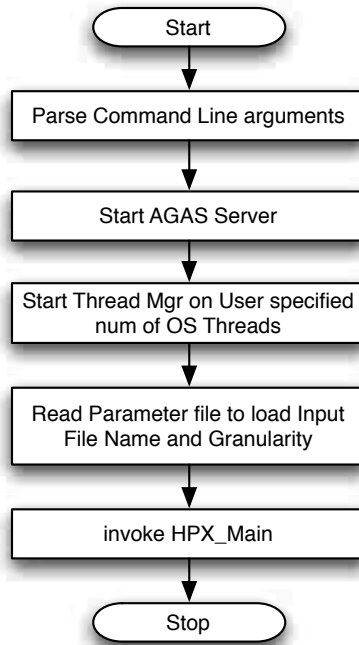 Start
Parse Command Line arguments
Start AGAS Server
Start Thread Mgr on User specified
num of OS Threads
Read Parameter file to load Input
File Name and Granularity
invoke HPX_Main
Stop